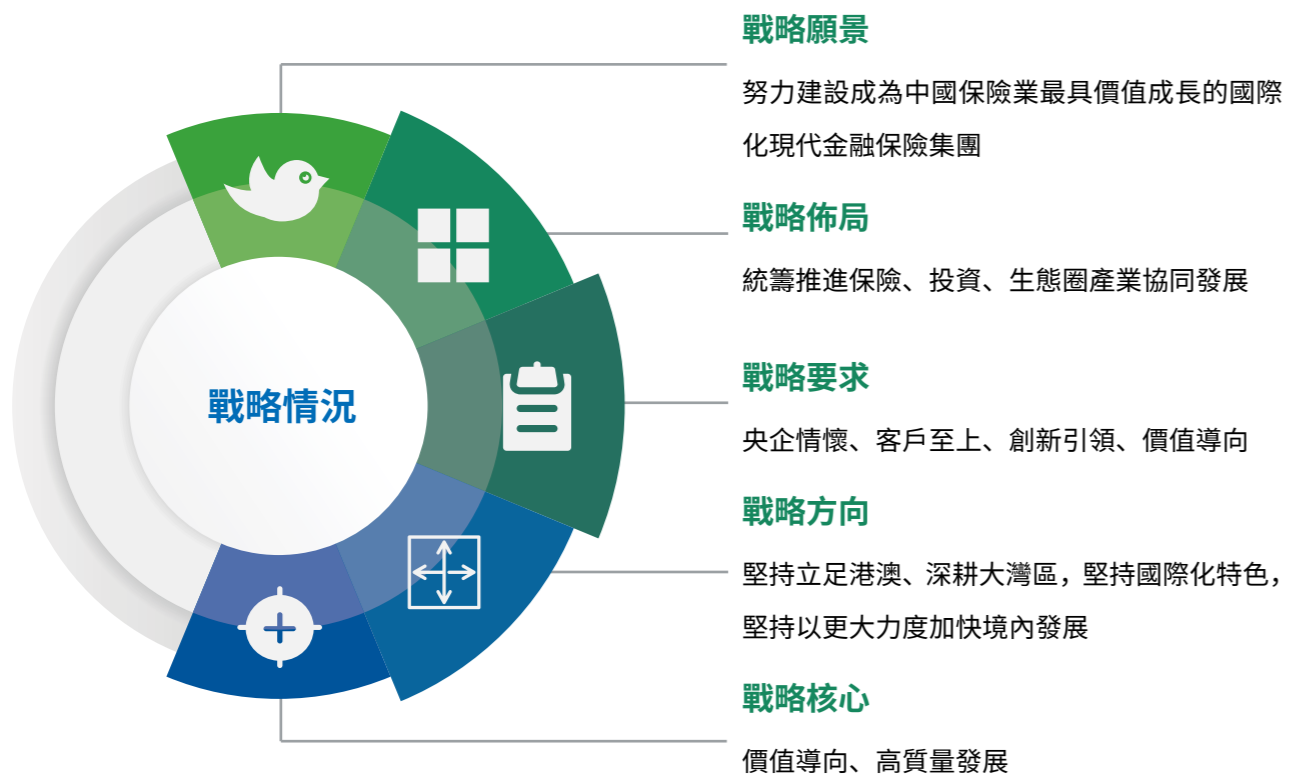 戰略情況
戰略願景
努力建設成為中國保險業最具價值成長的國際
化現代金融保險集團
戰略佈局
統籌推進保險、投資、生態圈產業協同發展
戰略要求
央企情懷、客戶至上、創新引領、價值導向
戰略方向
堅持立足港澳、深耕大灣區，堅持國際化特色，
堅持以更大力度加快境內發展
戰略核心
價值導向、高質量發展